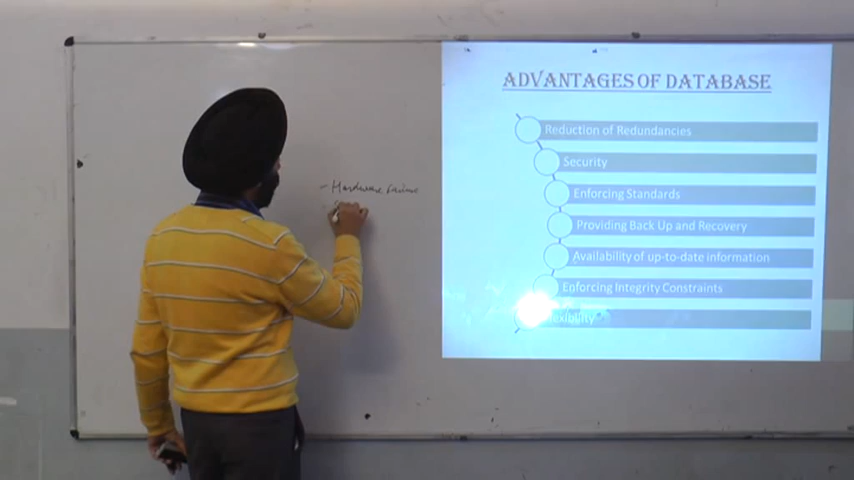 ADVANTAGES OF DATABASE
Reduction of Redundancies
Security
Enforcing Standards
Providing Back Up and Recovery
Availability of up-to-date information
Enforcing Integrity Constraints
Flexibility
- Hardware Failure